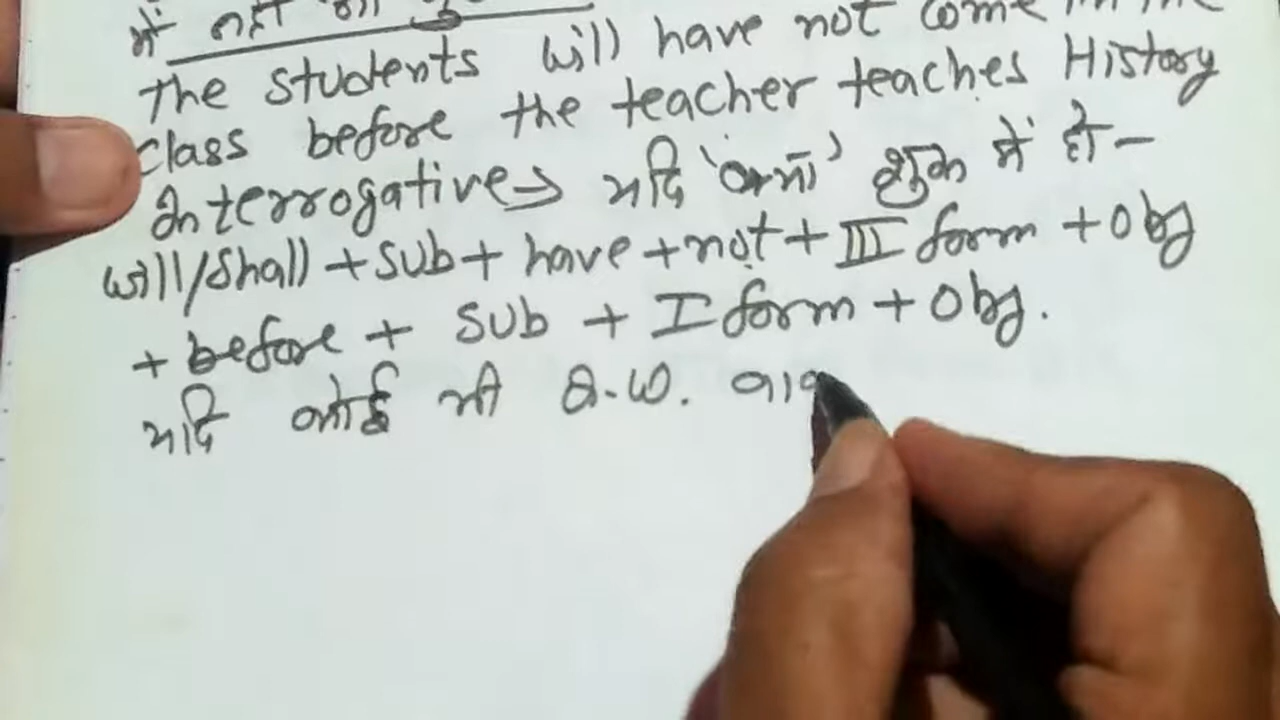 में नहीं
The students will have not come in the
class before the teacher teaches History
Interrogative → यदि 'क्या' शुरू में हो -
will/Shall + Sub + have + not + III form + Obj
+ before + Sub + I form + Obj.
यदि कोई भी Q.W.